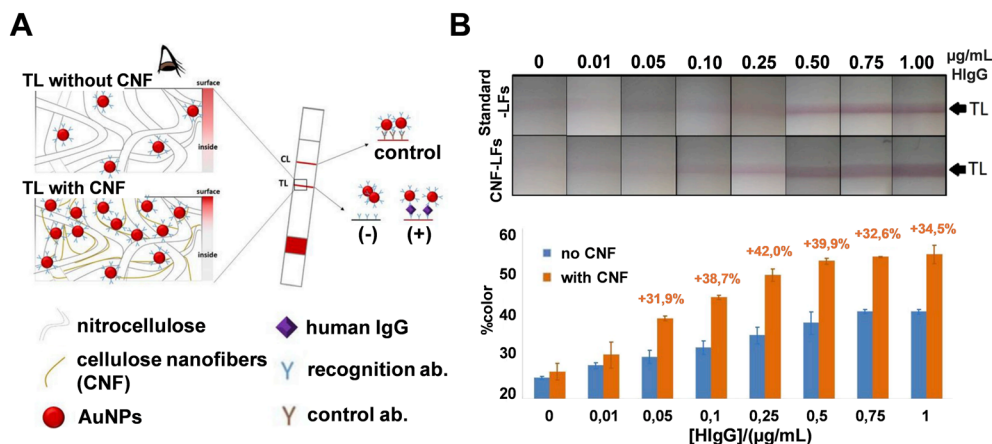 A
TL without CNF
surface
inside
TL with CNF
surface
inside
CL
TL
control
(-)
(+)
nitrocellulose
cellulose nanofibers
(CNF)
AuNPs
human IgG
recognition ab.
control ab.
B
0 0.01 0.05 0.10 0.25 0.50 0.75 1.00 µg/mL
HIgG
Standard
-LFs
TL
CNF-LFs
TL
60
50
40
30
20
%color
no CNF
with CNF
+31,9%
+38,7%
+42,0%
+39,9%
+32,6%
+34,5%
0 0,01 0,05 0,1 0,25 0,5 0,75 1
[HIgG]/(µg/mL)